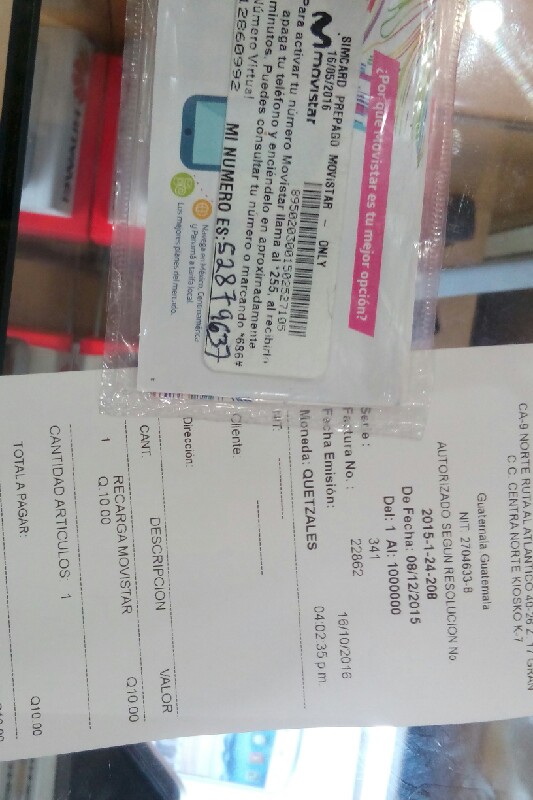 ¿Por qué Movistar es tu mejor opción?
SIMCARD PREPAGO MOVISTAR - ONLY
16/05/2016
8950203001502527105
movistar
Para activar tu número Movistar llama al *255, al recibirlo
apaga tu teléfono y enciéndelo en aproximadamente
minutos. Puedes consultar tu número o marcando *686#
Número Virtual
12860992 MI NUMERO ES: 52879637
Navega en México, Centroamérica
y Panamá a tarifa local.
Los mejores planes del mercado.
CA-9 NORTE RUTA AL ATLANTICO 40-26 Z. 17 GRAN
C.C. CENTRA NORTE KIOSKO K-7
Guatemala Guatemala
NIT: 2704633-8
AUTORIZADO SEGUN RESOLUCION No
2015-1-24-208
De Fecha: 08/12/2015
Del: 1 Al: 1000000
Serie : 341
Factura No. : 22862
Fecha Emisión: 16/10/2016
Moneda: QUETZALES 04:02:35 p.m.
Cliente:
Dirección:
CANT. DESCRIPCION VALOR
1 RECARGA MOVISTAR Q10.00
Q.10.00
CANTIDAD ARTICULOS: 1
TOTAL A PAGAR: Q10.00